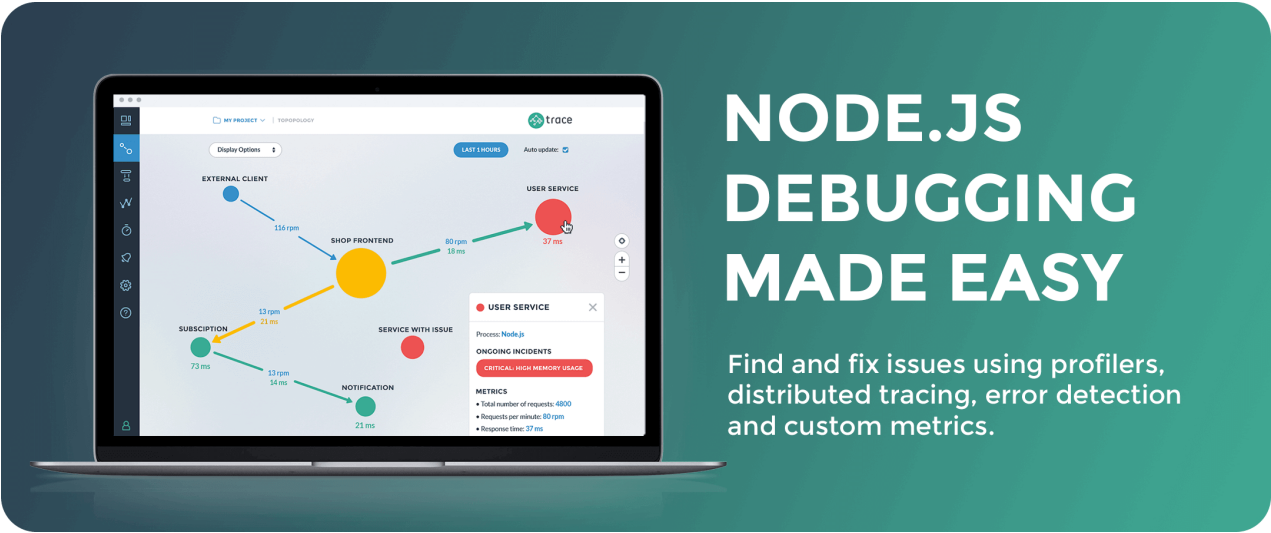 MY PROJECT
TOPOPOLOGY
trace
Display Options
LAST 1 HOURS
Auto update:
EXTERNAL CLIENT
116 rpm
SHOP FRONTEND
USER SERVICE
80 rpm
18 ms
37 ms
13 rpm
21 ms
SUBSCIPTION
73 ms
SERVICE WITH ISSUE
13 rpm
14 ms
NOTIFICATION
21 ms
USER SERVICE
Process: Node.js
ONGOING INCIDENTS
CRITICAL: HIGH MEMORY USAGE
METRICS
• Total number of requests: 4800
• Requests per minute: 80 rpm
• Response time: 37 ms
NODE.JS
DEBUGGING
MADE EASY
Find and fix issues using profilers,
distributed tracing, error detection
and custom metrics.